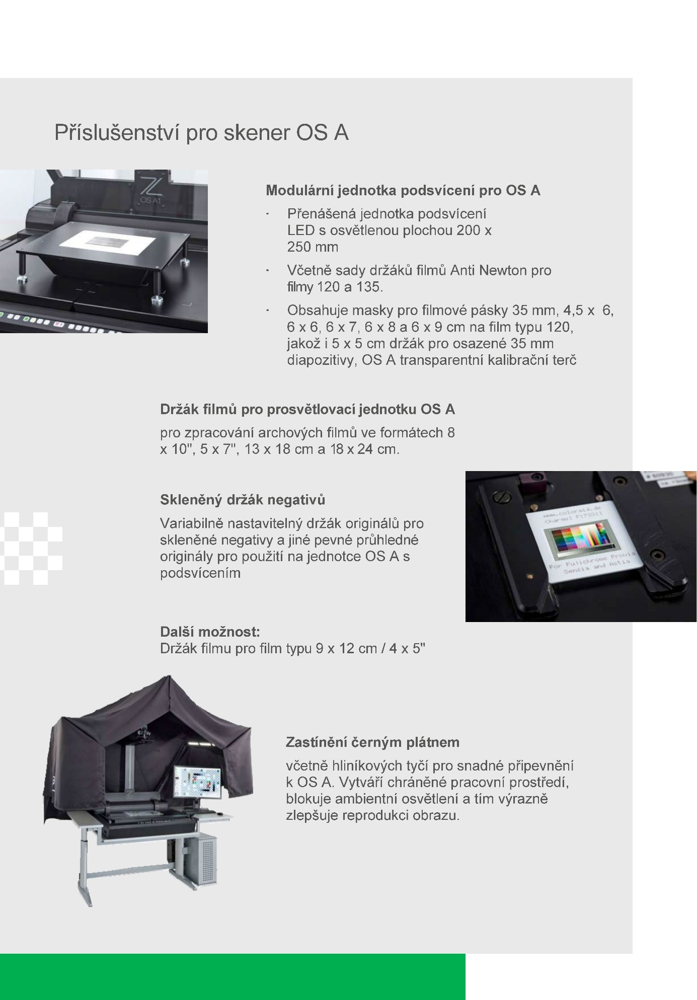 Příslušenství pro skener OS A
OS A1
Modulární jednotka podsvícení pro OS A
· Přenášená jednotka podsvícení
LED s osvětlenou plochou 200 x
250 mm
· Včetně sady držáků filmů Anti Newton pro
filmy 120 a 135.
· Obsahuje masky pro filmové pásky 35 mm, 4,5 x 6,
6 x 6, 6 x 7, 6 x 8 a 6 x 9 cm na film typu 120,
jakož i 5 x 5 cm držák pro osazené 35 mm
diapozitivy, OS A transparentní kalibrační terč
Držák filmů pro prosvětlovací jednotku OS A
pro zpracování archových filmů ve formátech 8
x 10", 5 x 7", 13 x 18 cm a 18 x 24 cm.
Skleněný držák negativů
Variabilně nastavitelný držák originálů pro
skleněné negativy a jiné pevné průhledné
originály pro použití na jednotce OS A s
podsvícením
www.coloraid.de
Charge: F170311
For Fujichrome Provia
Sensia and Astia
Další možnost:
Držák filmu pro film typu 9 x 12 cm / 4 x 5"
Zastínění černým plátnem
včetně hliníkových tyčí pro snadné připevnění
k OS A. Vytváří chráněné pracovní prostředí,
blokuje ambientní osvětlení a tím výrazně
zlepšuje reprodukci obrazu.